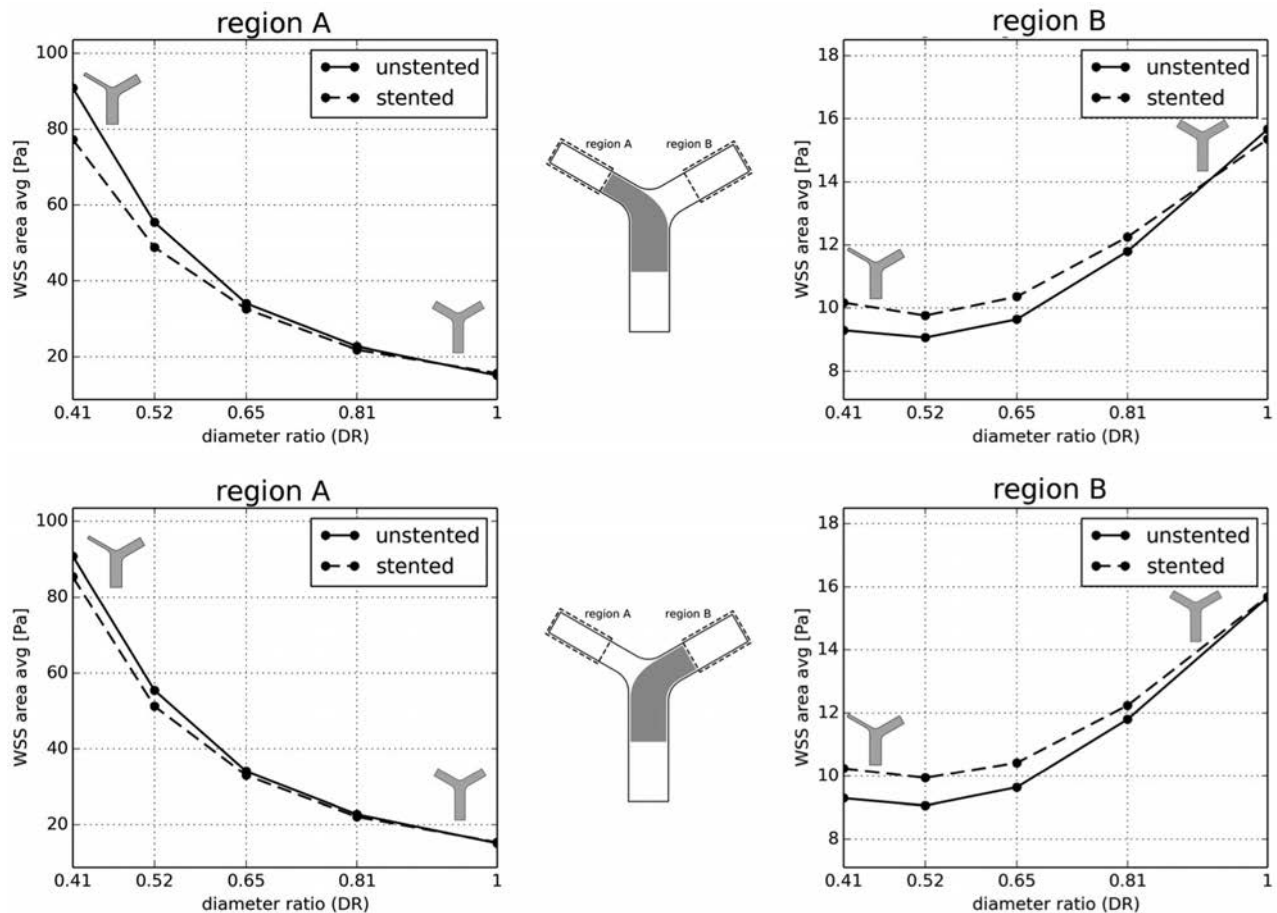 region A
WSS area avg [Pa]
100
80
60
40
20
unstented
stented
0.41 0.52 0.65 0.81 1
diameter ratio (DR)
region A region B
region B
WSS area avg [Pa]
18
16
14
12
10
8
unstented
stented
0.41 0.52 0.65 0.81 1
diameter ratio (DR)
region A
WSS area avg [Pa]
100
80
60
40
20
unstented
stented
0.41 0.52 0.65 0.81 1
diameter ratio (DR)
region A region B
region B
WSS area avg [Pa]
18
16
14
12
10
8
unstented
stented
0.41 0.52 0.65 0.81 1
diameter ratio (DR)